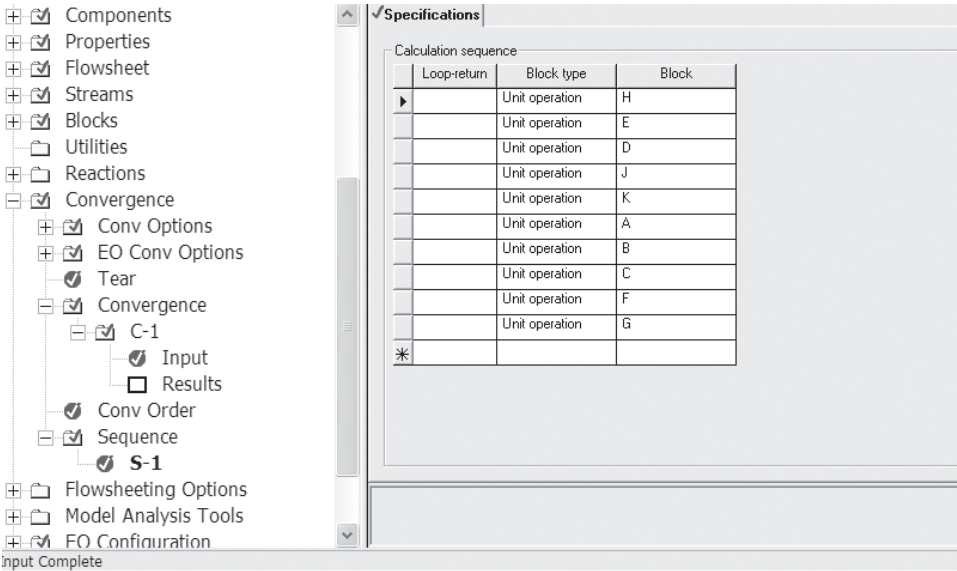 Components
Properties
Flowsheet
Streams
Blocks
Utilities
Reactions
Convergence
Conv Options
EO Conv Options
Tear
Convergence
C-1
Input
Results
Conv Order
Sequence
S-1
Flowsheeting Options
Model Analysis Tools
EO Configuration
Specifications
Calculation sequence
Loop-return Block type Block
Unit operation H
Unit operation E
Unit operation D
Unit operation J
Unit operation K
Unit operation A
Unit operation B
Unit operation C
Unit operation F
Unit operation G
Input Complete